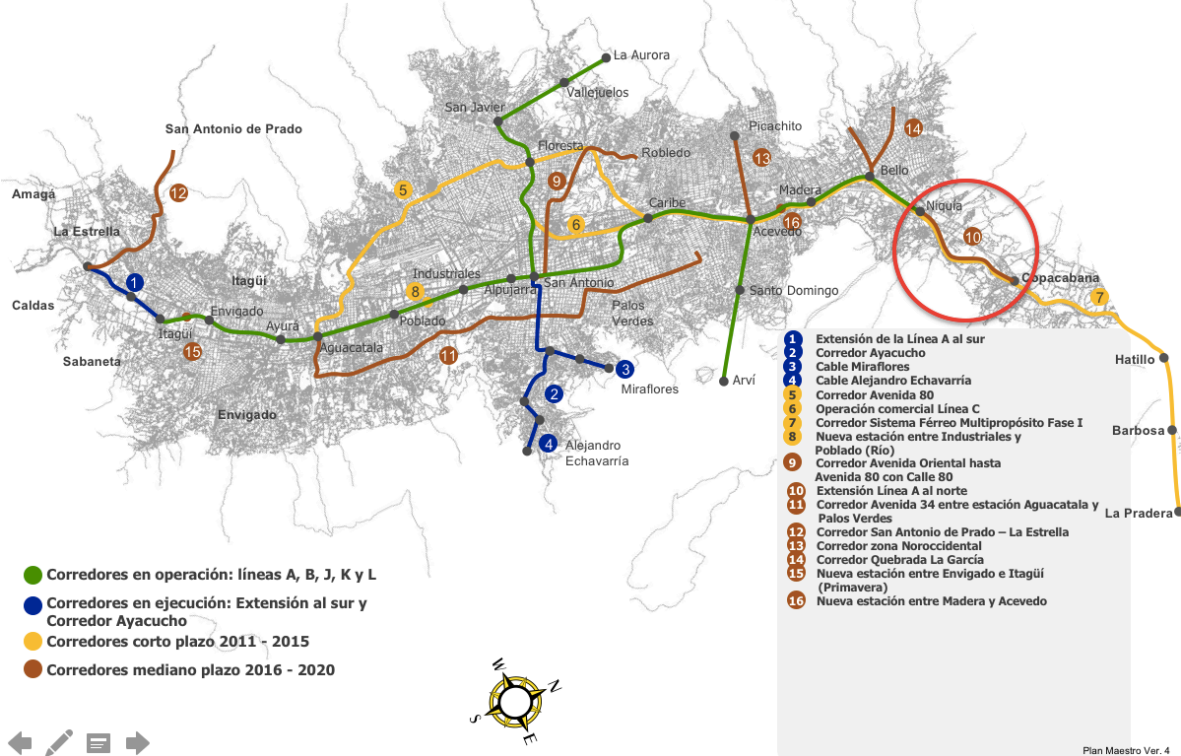 La Aurora
Vallejuelos
San Javier
San Antonio de Prado
Picachito
14
Floresta
Robledo
13
9
Bello
12
5
Amagá
Madera
Caribe
Niquía
La Estrella
6
16
Acevedo
10
Itagüí
Industriales
San Antonio
Copacabana
1
Alpujarra
Santo Domingo
8
7
Caldas
Envigado
Palos
Verdes
Ayurá
Poblado
Itagüí
Aguacatala
15
11
Sabaneta
Hatillo
3
Miraflores
Arví
2
Envigado
Barbosa
4
Alejandro
Echavarría
La Pradera
1 Extensión de la Línea A al sur
2 Corredor Ayacucho
3 Cable Miraflores
4 Cable Alejandro Echavarría
5 Corredor Avenida 80
6 Operación comercial Línea C
7 Corredor Sistema Férreo Multipropósito Fase I
8 Nueva estación entre Industriales y
Poblado (Río)
9 Corredor Avenida Oriental hasta
Avenida 80 con Calle 80
10 Extensión Línea A al norte
11 Corredor Avenida 34 entre estación Aguacatala y
Palos Verdes
12 Corredor San Antonio de Prado – La Estrella
13 Corredor zona Noroccidental
14 Corredor Quebrada La García
15 Nueva estación entre Envigado e Itagüí
(Primavera)
16 Nueva estación entre Madera y Acevedo
Corredores en operación: líneas A, B, J, K y L
Corredores en ejecución: Extensión al sur y
Corredor Ayacucho
Corredores corto plazo 2011 - 2015
Corredores mediano plazo 2016 - 2020
W
N
S
E
Plan Maestro Ver. 4